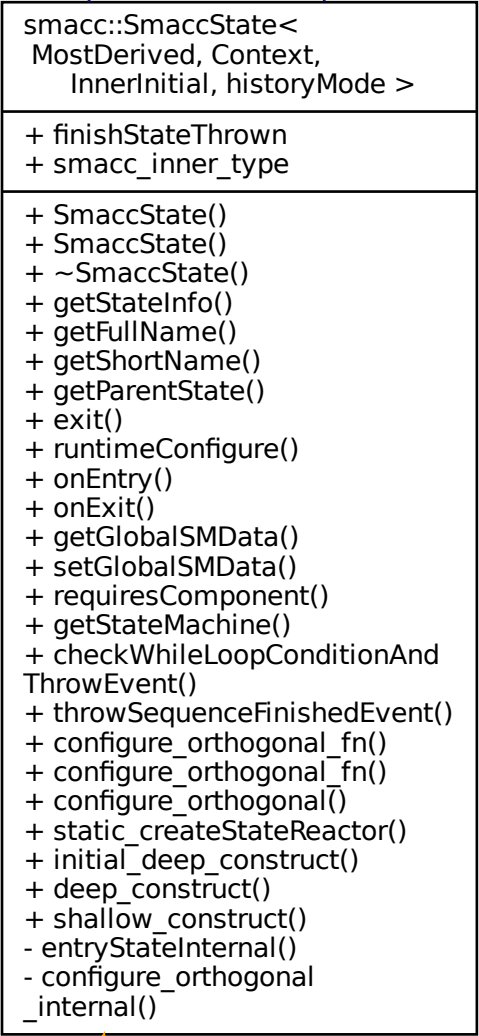 smacc::SmaccState<
MostDerived, Context,
InnerInitial, historyMode >
+ finishStateThrown
+ smacc_inner_type
+ SmaccState()
+ SmaccState()
+ ~SmaccState()
+ getStateInfo()
+ getFullName()
+ getShortName()
+ getParentState()
+ exit()
+ runtimeConfigure()
+ onEntry()
+ onExit()
+ getGlobalSMData()
+ setGlobalSMData()
+ requiresComponent()
+ getStateMachine()
+ checkWhileLoopConditionAnd
ThrowEvent()
+ throwSequenceFinishedEvent()
+ configure_orthogonal_fn()
+ configure_orthogonal_fn()
+ configure_orthogonal()
+ static_createStateReactor()
+ initial_deep_construct()
+ deep_construct()
+ shallow_construct()
- entryStateInternal()
- configure_orthogonal
_internal()